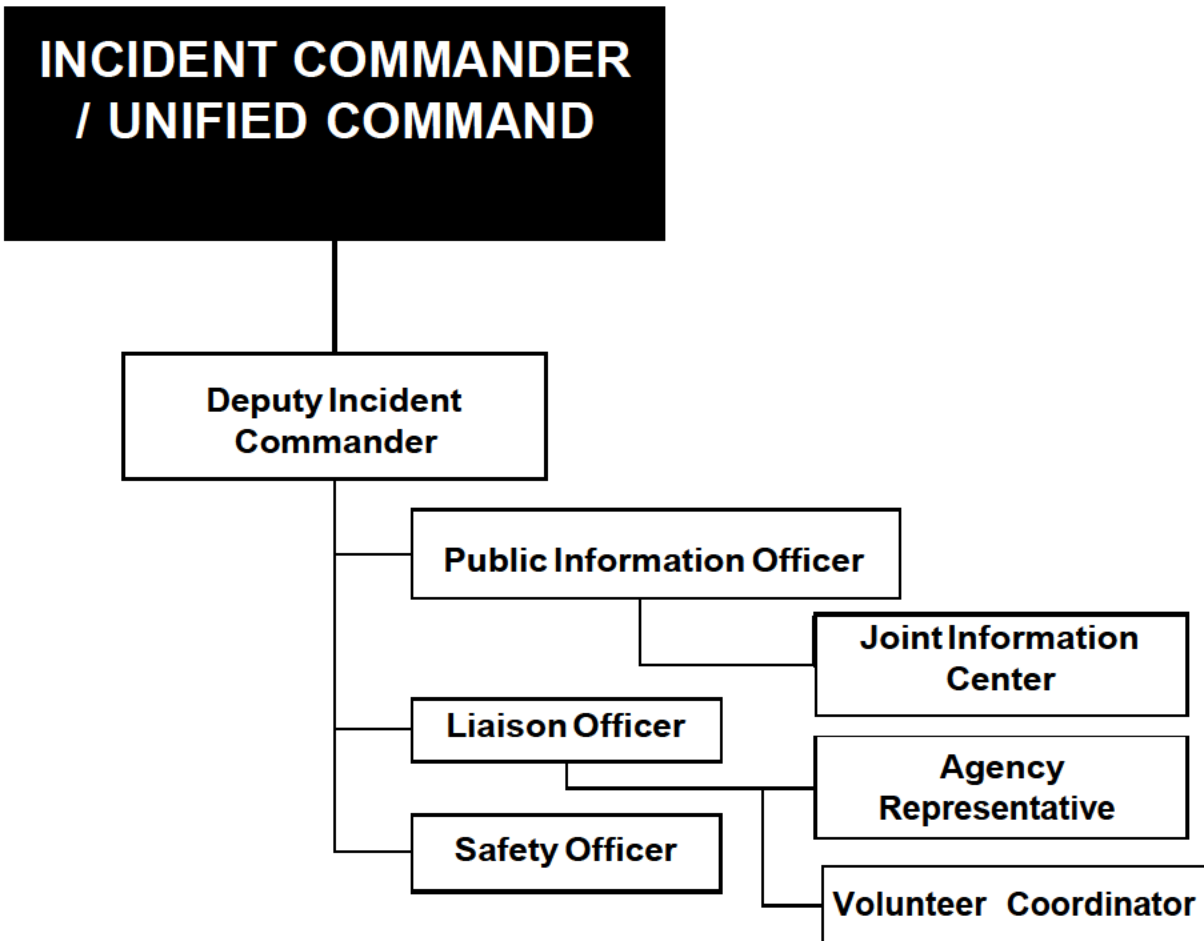 INCIDENT COMMANDER
/ UNIFIED COMMAND
Deputy Incident
Commander
Public Information Officer
Joint Information
Center
Liaison Officer
Agency
Representative
Safety Officer
Volunteer Coordinator